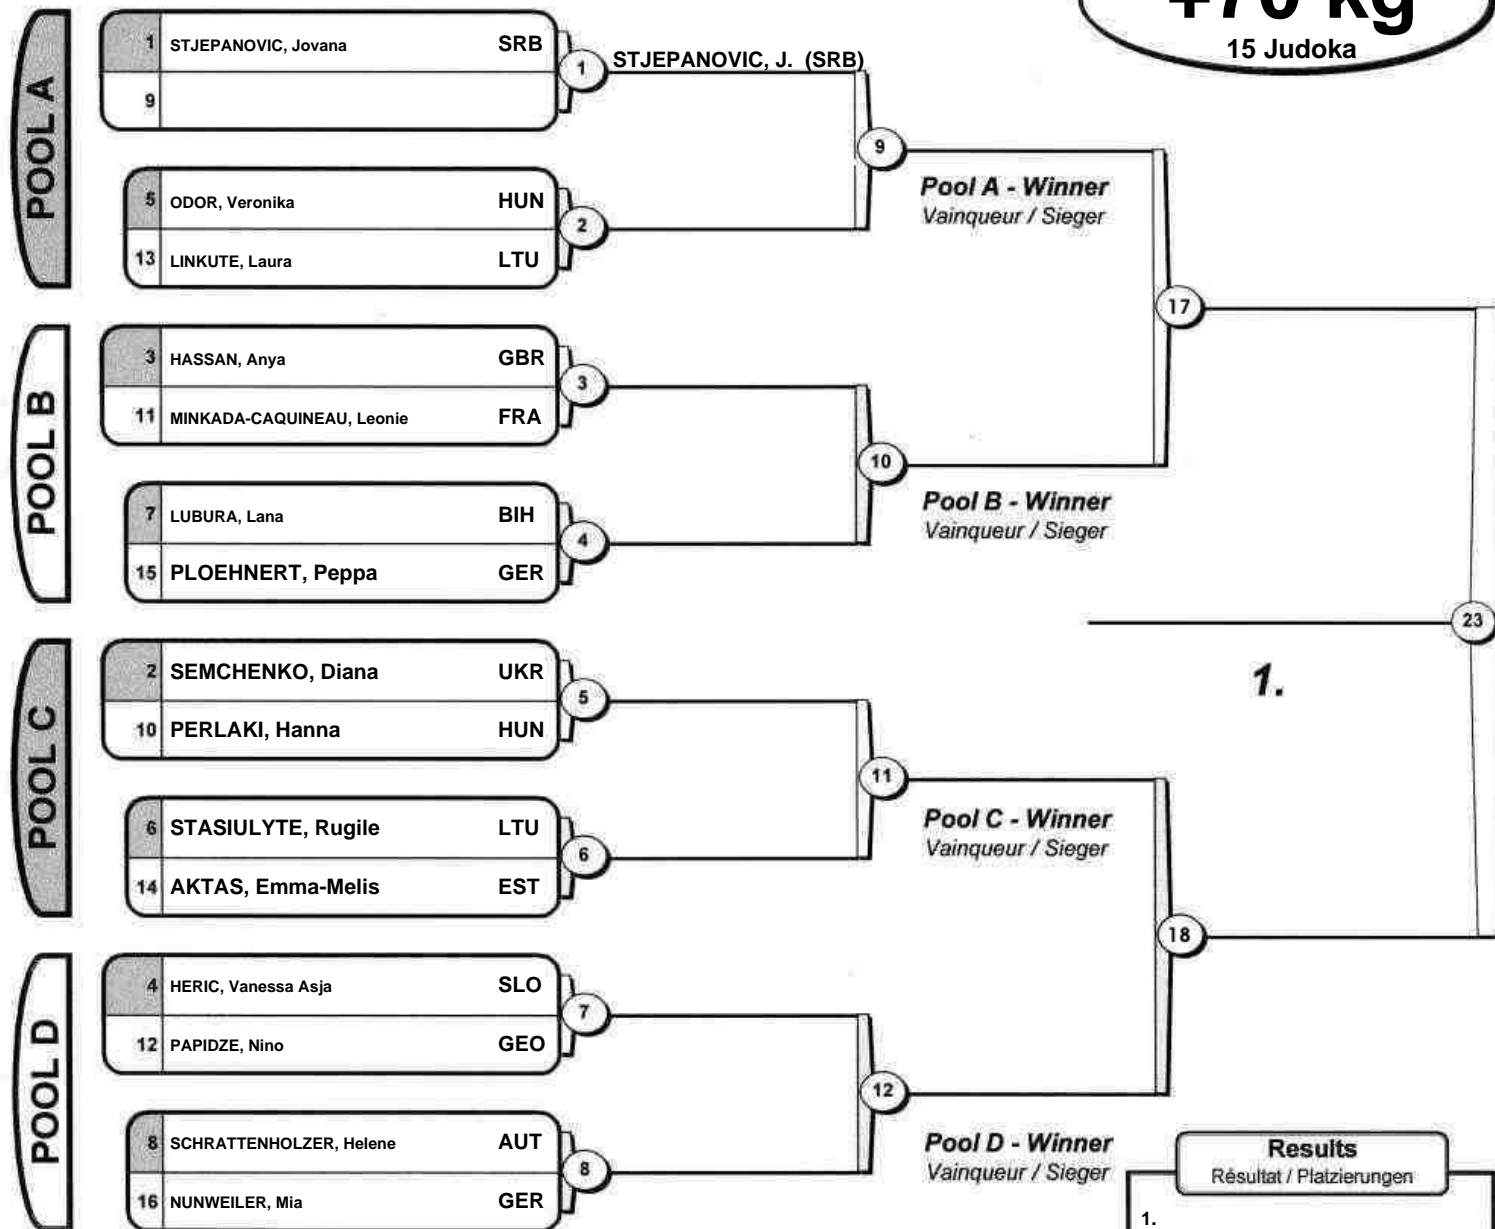 +70 kg
15 Judoka
POOL A
1 STJEPANOVIC, Jovana SRB
9
1
STJEPANOVIC, J. (SRB)
5 ODOR, Veronika HUN
13 LINKUTE, Laura LTU
2
9
Pool A - Winner
Vainqueur / Sieger
17
POOL B
3 HASSAN, Anya GBR
11 MINKADA-CAQUINEAU, Leonie FRA
3
7 LUBURA, Lana BIH
15 PLOEHNERT, Peppa GER
4
10
Pool B - Winner
Vainqueur / Sieger
23
1.
POOL C
2 SEMCHENKO, Diana UKR
10 PERLAKI, Hanna HUN
5
6 STASIULYTE, Rugile LTU
14 AKTAS, Emma-Melis EST
6
11
Pool C - Winner
Vainqueur / Sieger
18
POOL D
4 HERIC, Vanessa Asja SLO
12 PAPIDZE, Nino GEO
7
8 SCHRATTENHOLZER, Helene AUT
16 NUNWEILER, Mia GER
8
12
Pool D - Winner
Vainqueur / Sieger
Results
Résultat / Platzierungen
1.